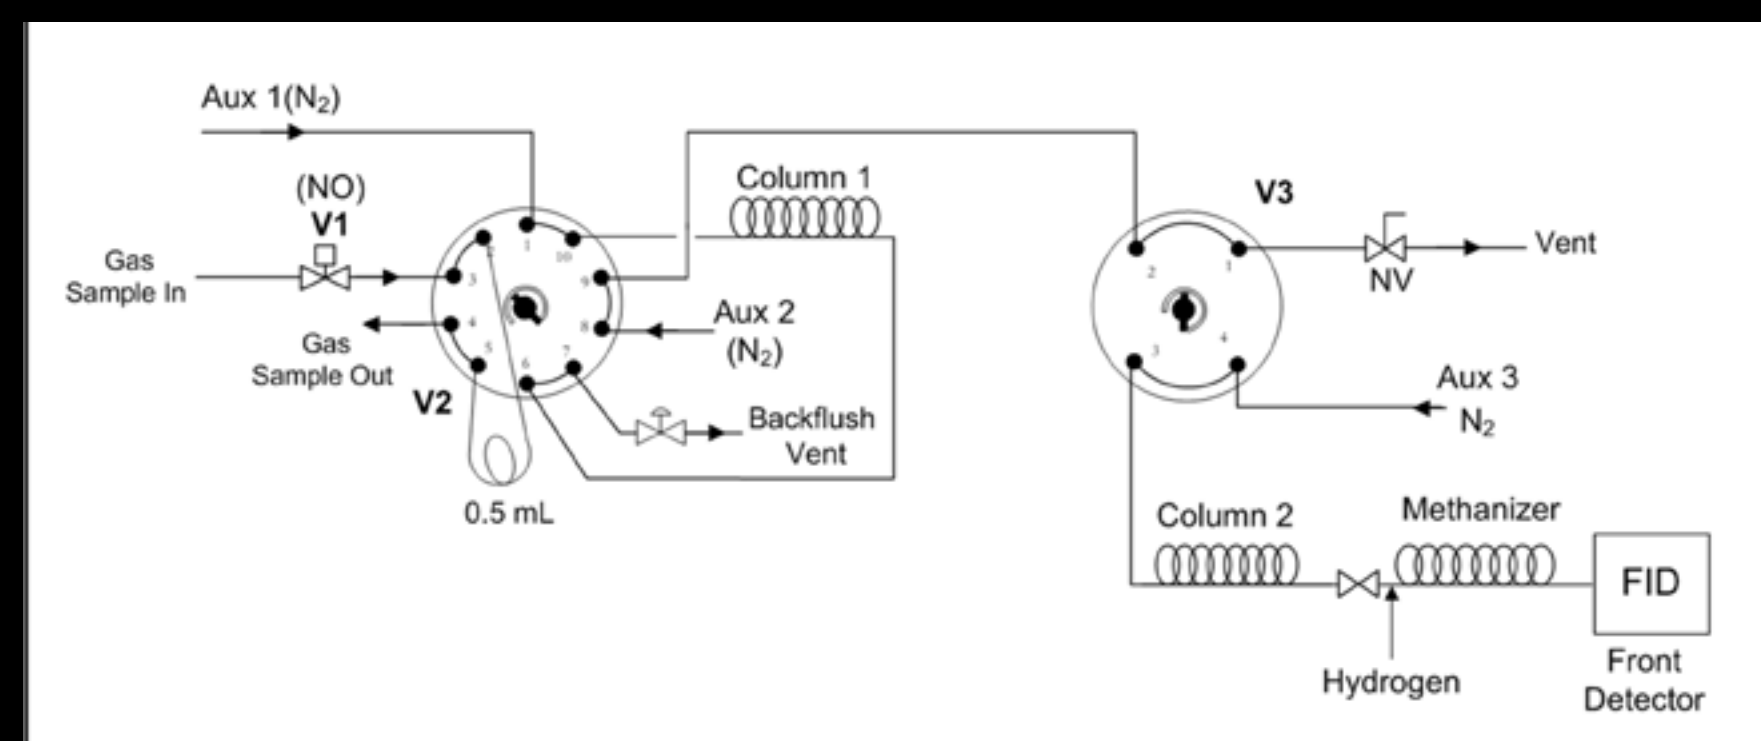 Aux 1(N₂)
(NO)
V1
Gas
Sample In
Gas
Sample Out
V2
0.5 mL
1
2
3
4
5
6
7
8
9
10
Column 1
Aux 2
(N₂)
Backflush
Vent
V3
1
2
3
4
NV
Vent
Aux 3
N₂
Column 2
Methanizer
Hydrogen
FID
Front
Detector